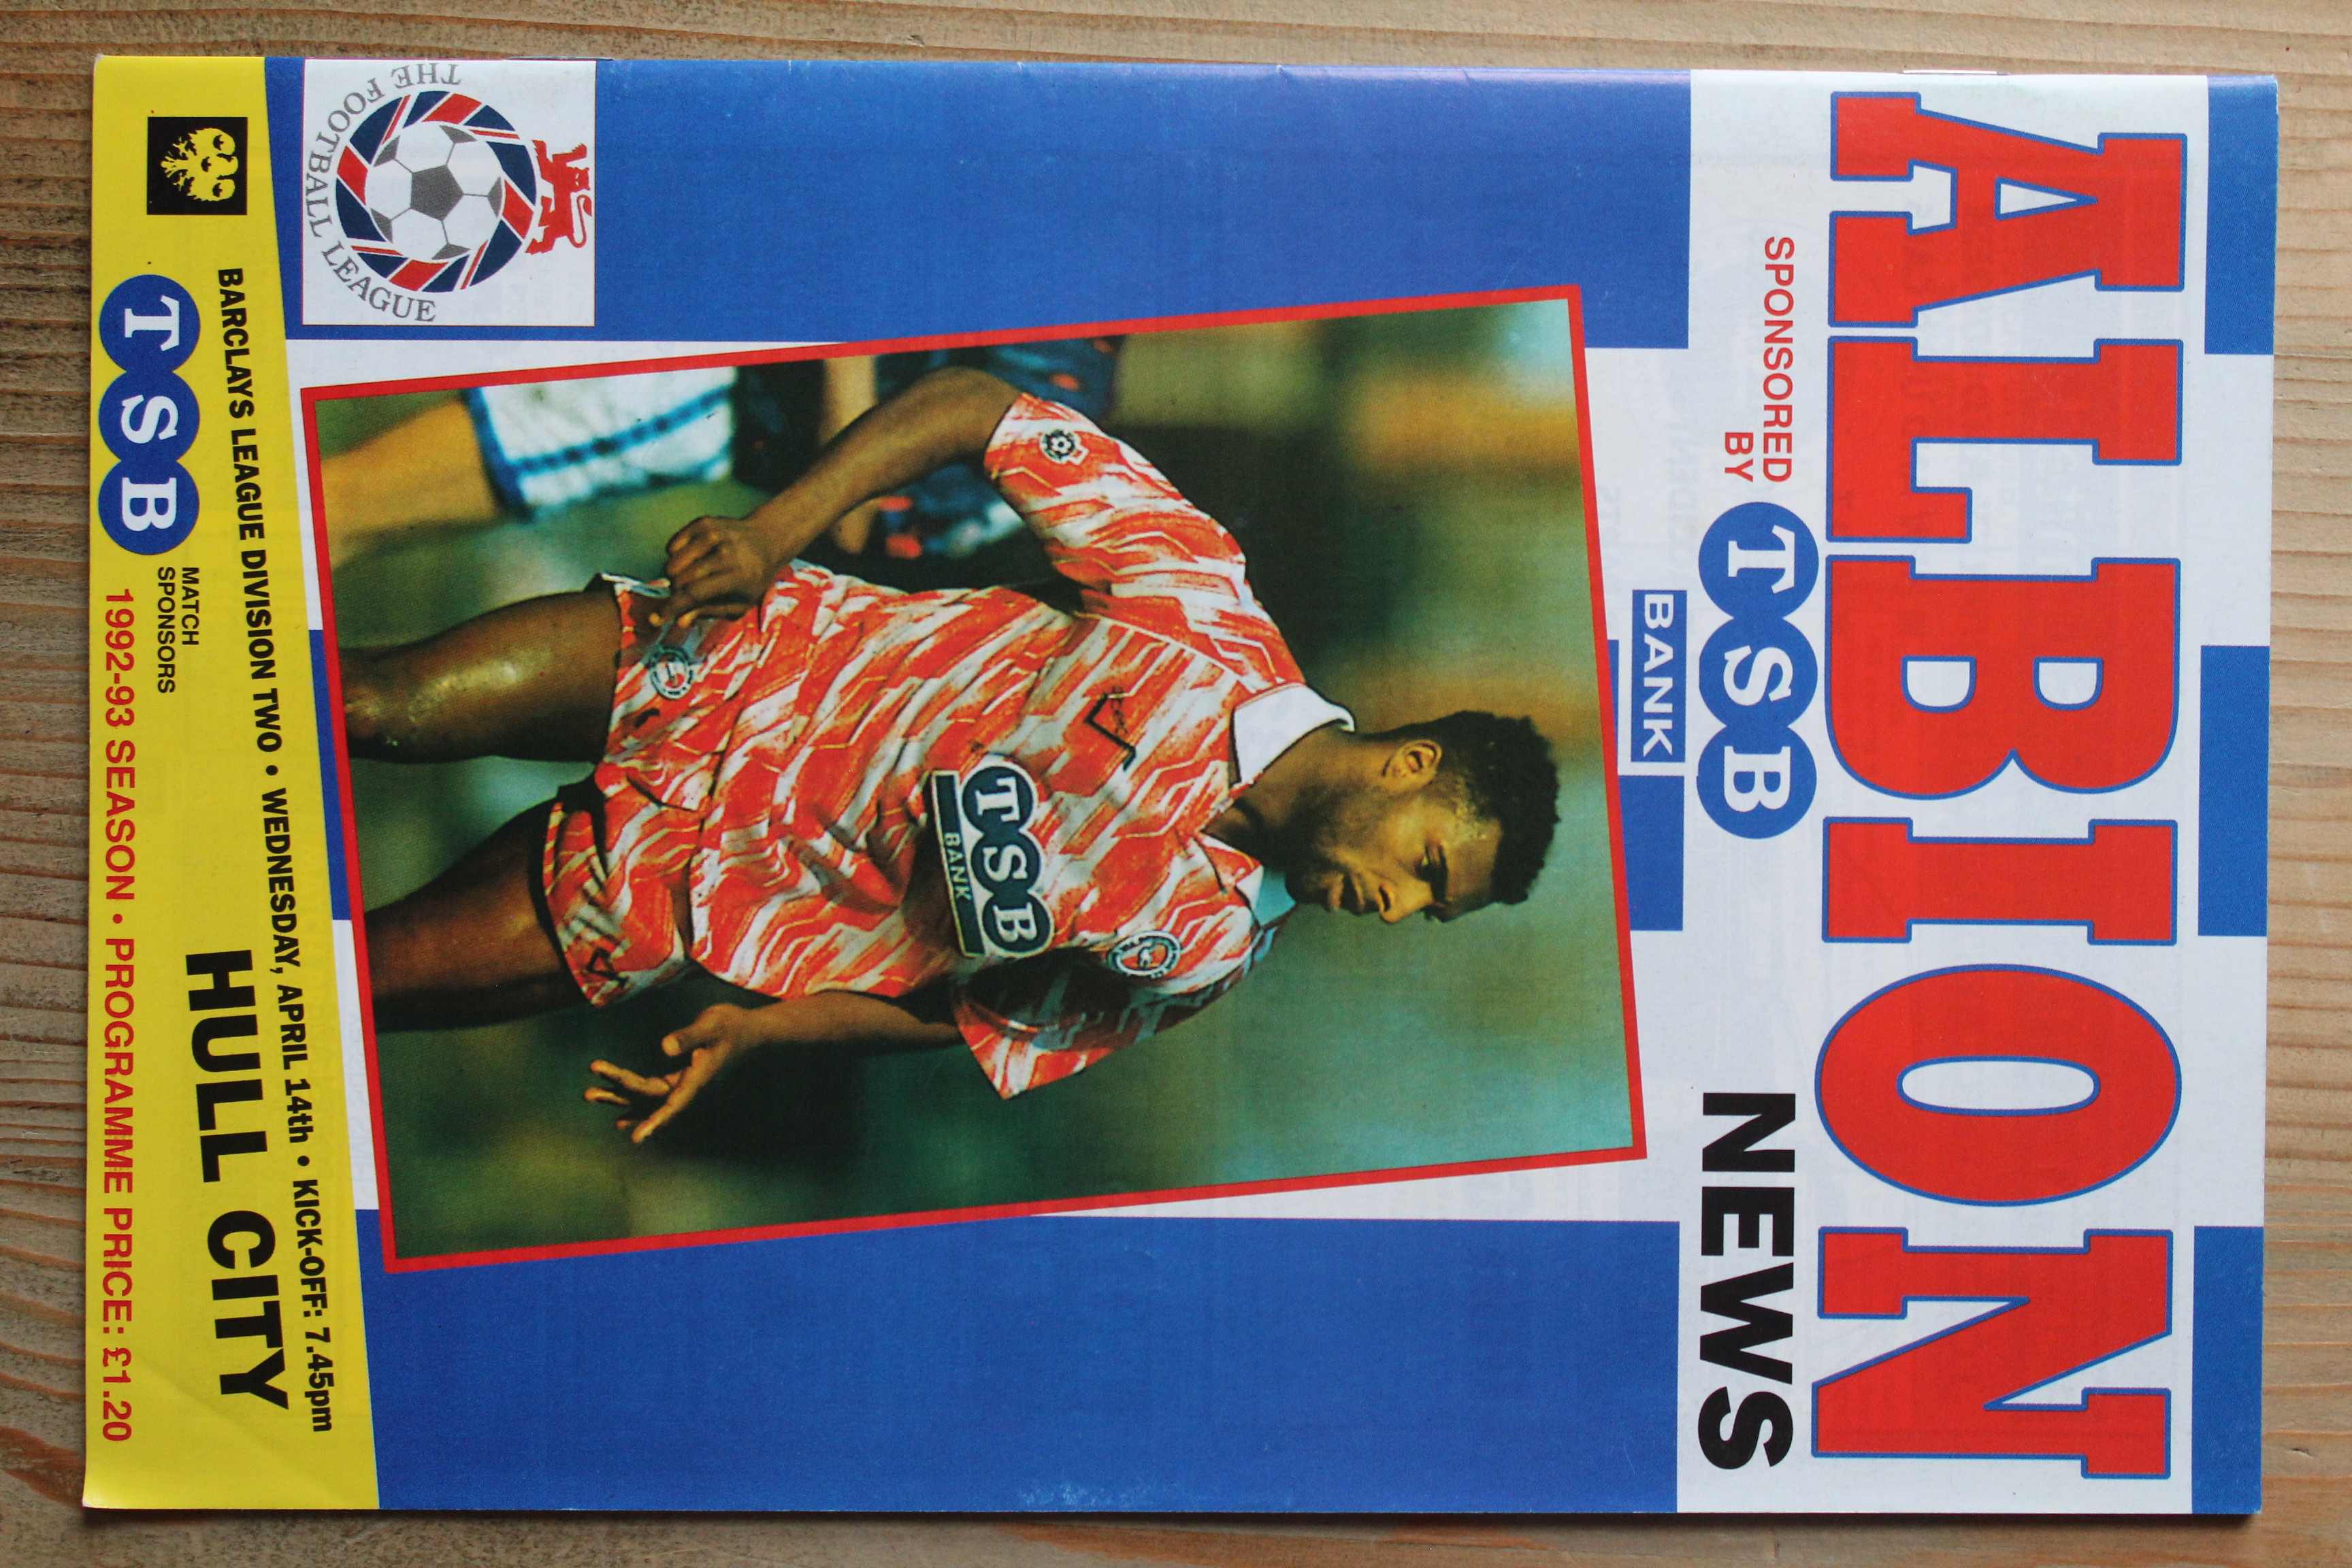 ALBION
SPONSORED
BY
TSB
BANK
NEWS
TSB
BANK
THE FOOTBALL LEAGUE
BARCLAYS LEAGUE DIVISION TWO • WEDNESDAY, APRIL 14th • KICK-OFF: 7.45pm
HULL CITY
TSB
MATCH
SPONSORS
1992-93 SEASON • PROGRAMME PRICE: £1.20